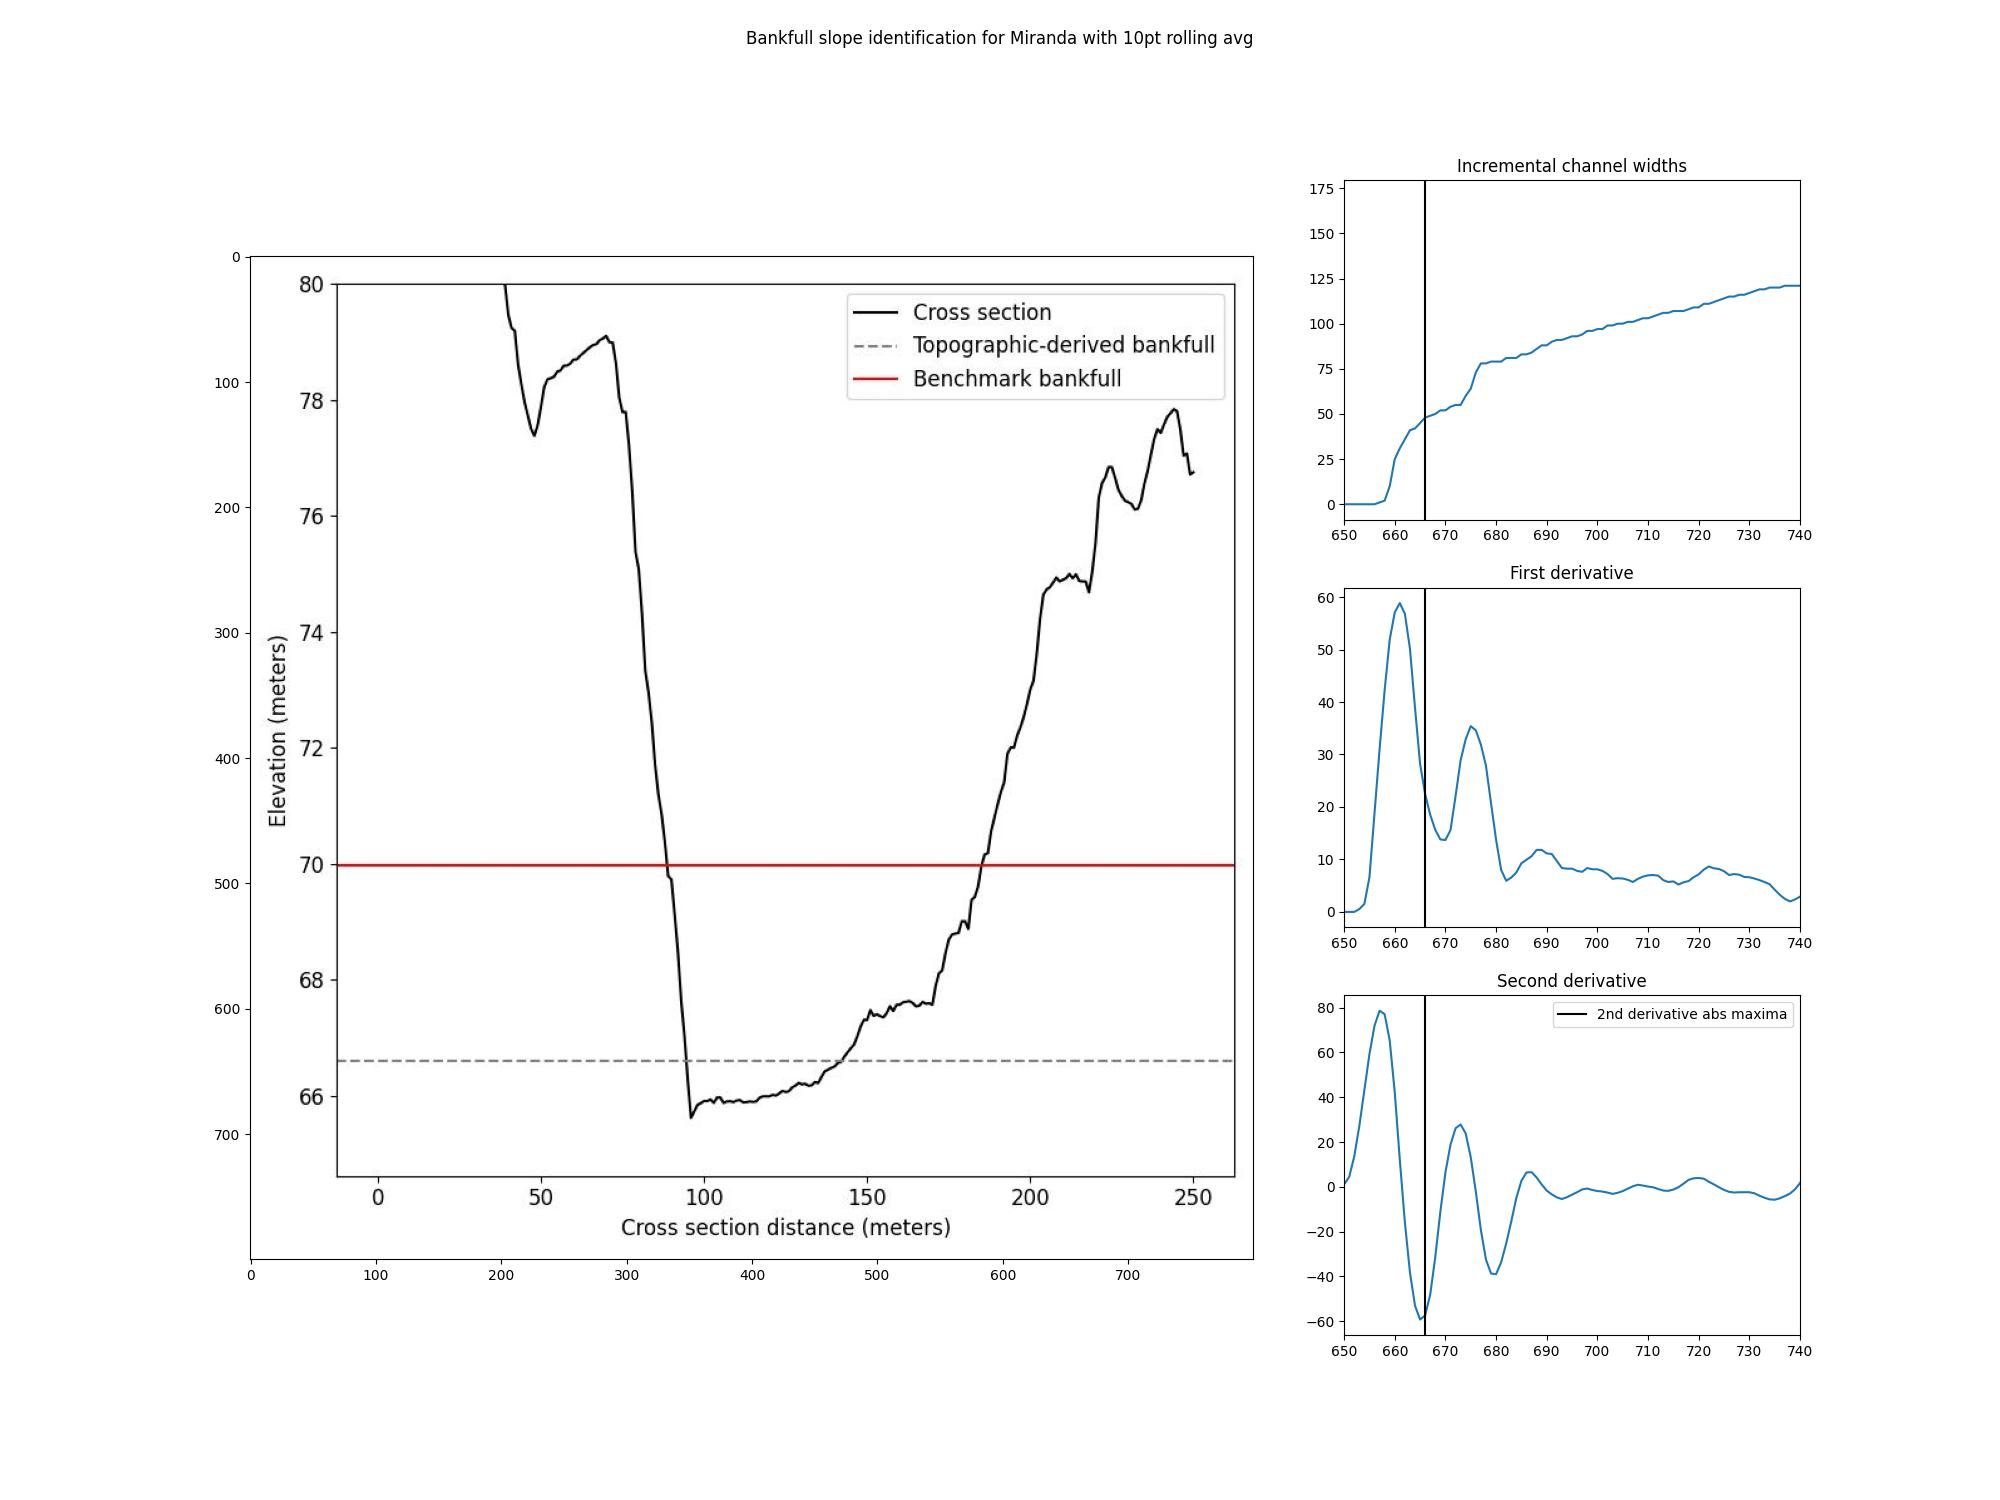 Bankfull slope identification for Miranda with 10pt rolling avg
80
78
76
74
72
70
68
66
Elevation (meters)
0
100
200
300
400
500
600
700
Cross section
Topographic-derived bankfull
Benchmark bankfull
0 50 100 150 200 250
Cross section distance (meters)
0 100 200 300 400 500 600 700
Incremental channel widths
175
150
125
100
75
50
25
0
650 660 670 680 690 700 710 720 730 740
First derivative
60
50
40
30
20
10
0
650 660 670 680 690 700 710 720 730 740
Second derivative
2nd derivative abs maxima
80
60
40
20
0
−20
−40
−60
650 660 670 680 690 700 710 720 730 740